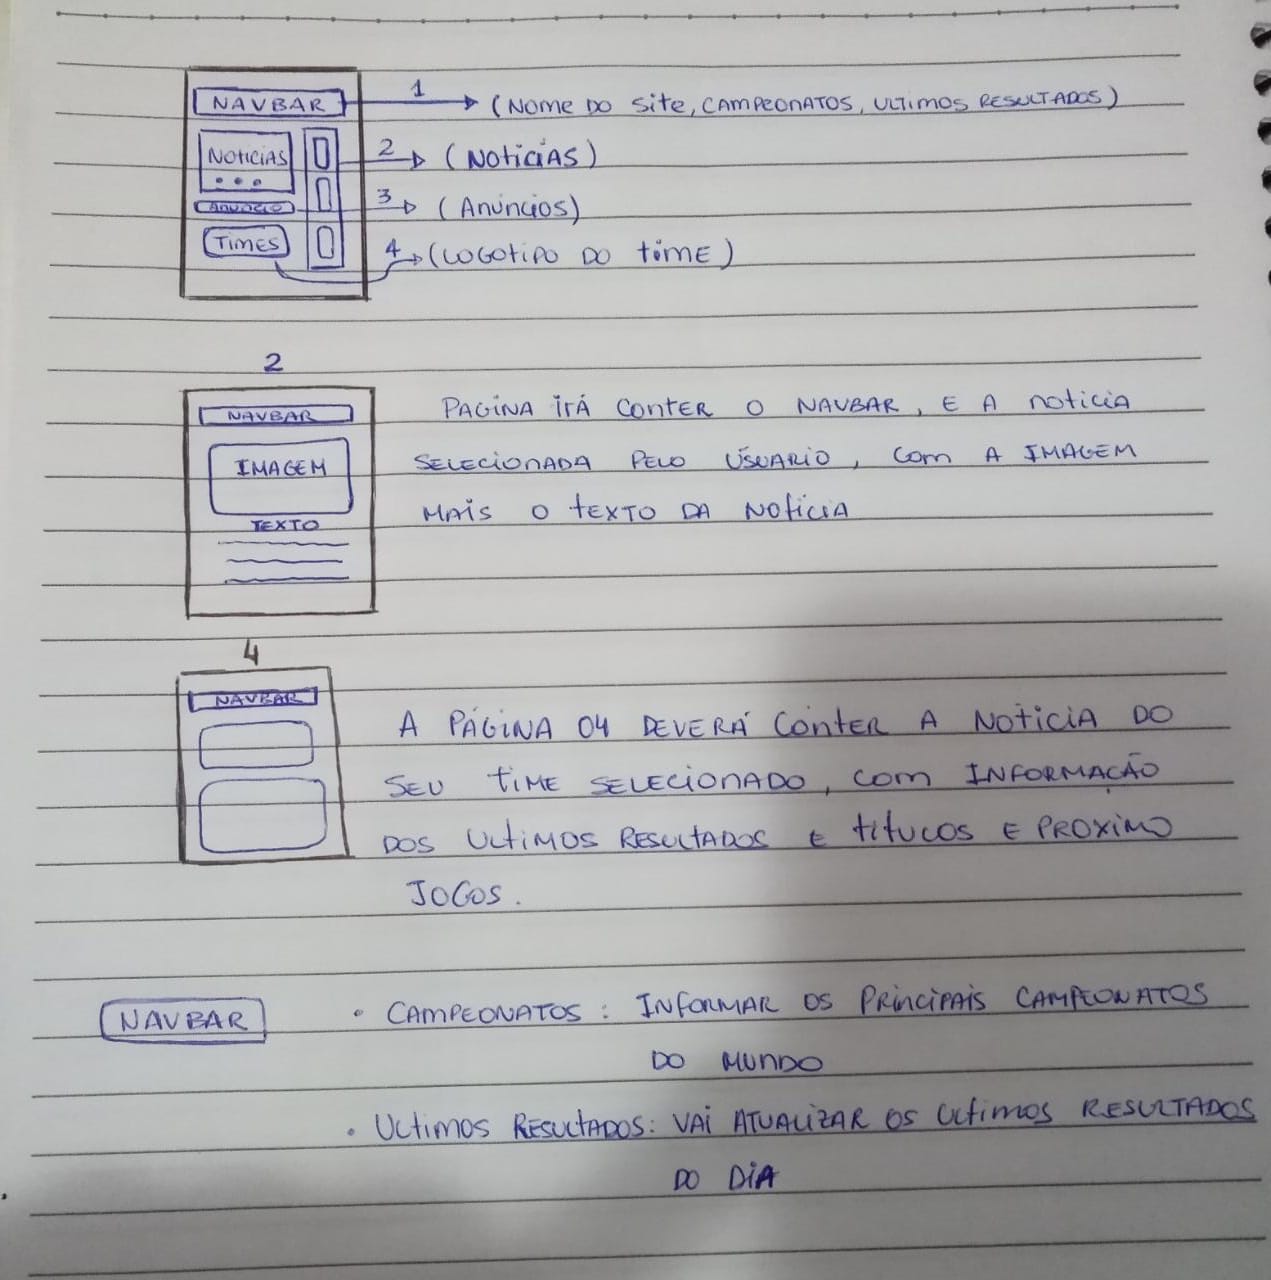 NAVBAR 1 (NOME DO SITE, CAMPEONATOS, ULTIMOS RESULTADOS)
NOTICIAS 2 (NOTICIAS)
ANUNCIO 3 (ANÚNCIOS)
TIMES 4 (LOGOTIPO DO TIME)
2
NAVBAR
IMAGEM
TEXTO
PAGINA IRÁ CONTER O NAVBAR, E A NOTICIA
SELECIONADA PELO USUARIO, COM A IMAGEM
MAIS O TEXTO DA NOTICIA
4
NAVBAR
A PÁGINA 04 DEVERÁ CONTER A NOTICIA DO
SEU TIME SELECIONADO, COM INFORMAÇÃO
DOS ULTIMOS RESULTADOS E TITULOS E PROXIMO
JOGOS.
NAVBAR
• CAMPEONATOS: INFORMAR OS PRINCIPAIS CAMPEONATOS
DO MUNDO
• ULTIMOS RESULTADOS: VAI ATUALIZAR OS ULTIMOS RESULTADOS
DO DIA